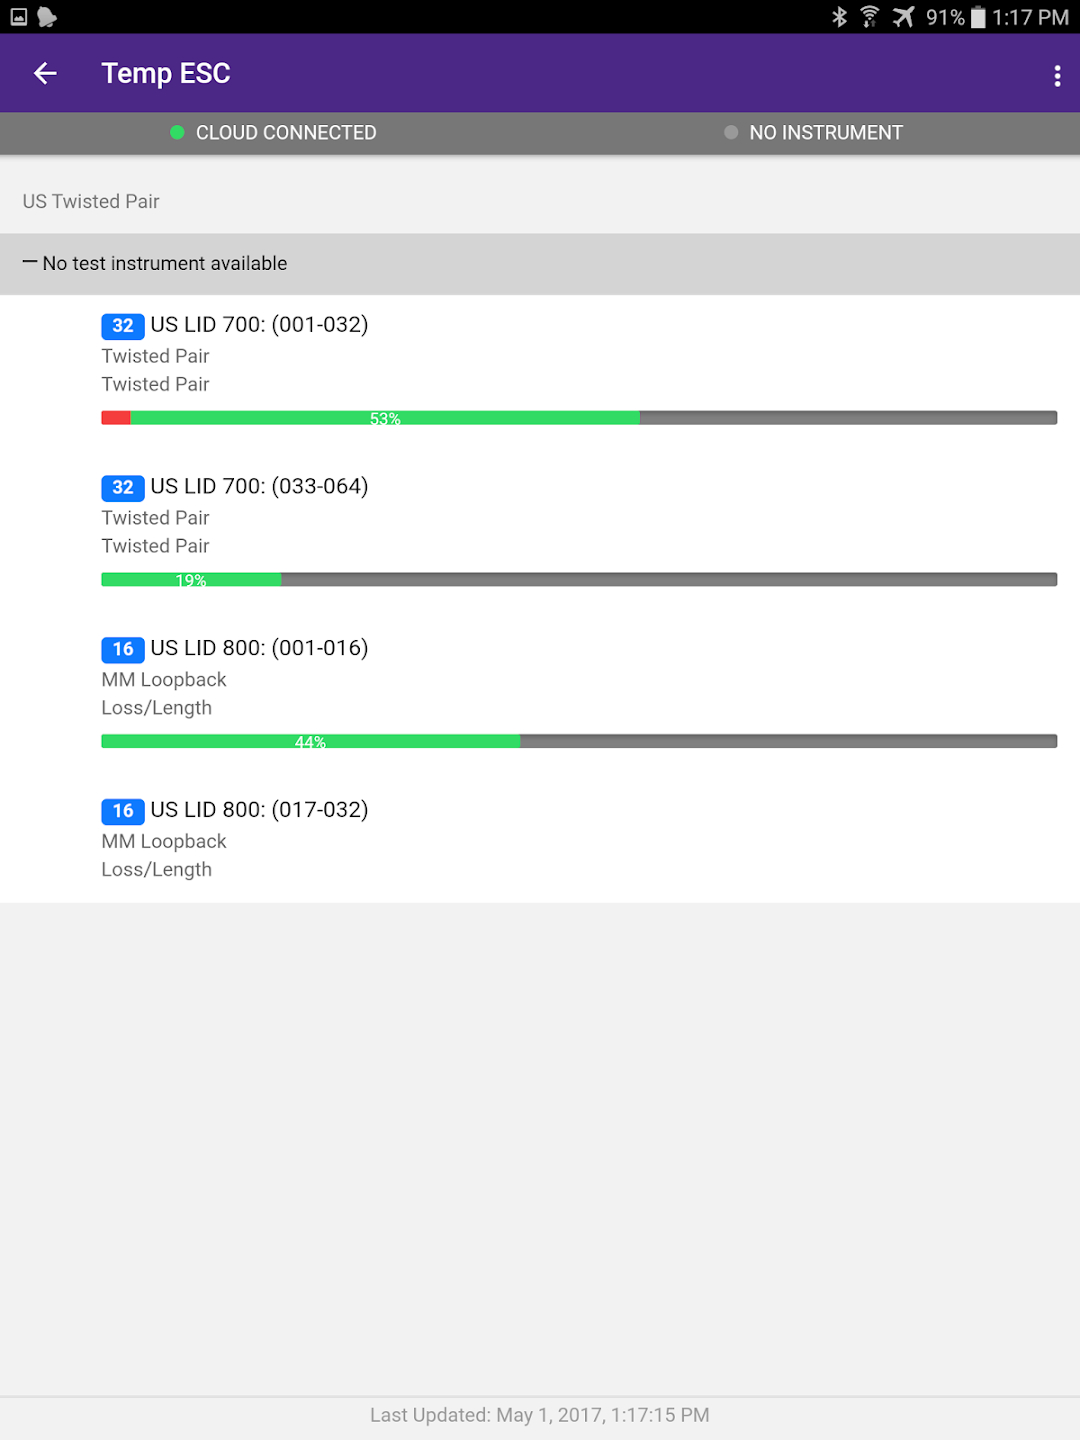 91% 1:17 PM
Temp ESC
CLOUD CONNECTED NO INSTRUMENT
US Twisted Pair
No test instrument available
32 US LID 700: (001-032)
Twisted Pair
Twisted Pair
53%
32 US LID 700: (033-064)
Twisted Pair
Twisted Pair
19%
16 US LID 800: (001-016)
MM Loopback
Loss/Length
44%
16 US LID 800: (017-032)
MM Loopback
Loss/Length
Last Updated: May 1, 2017, 1:17:15 PM